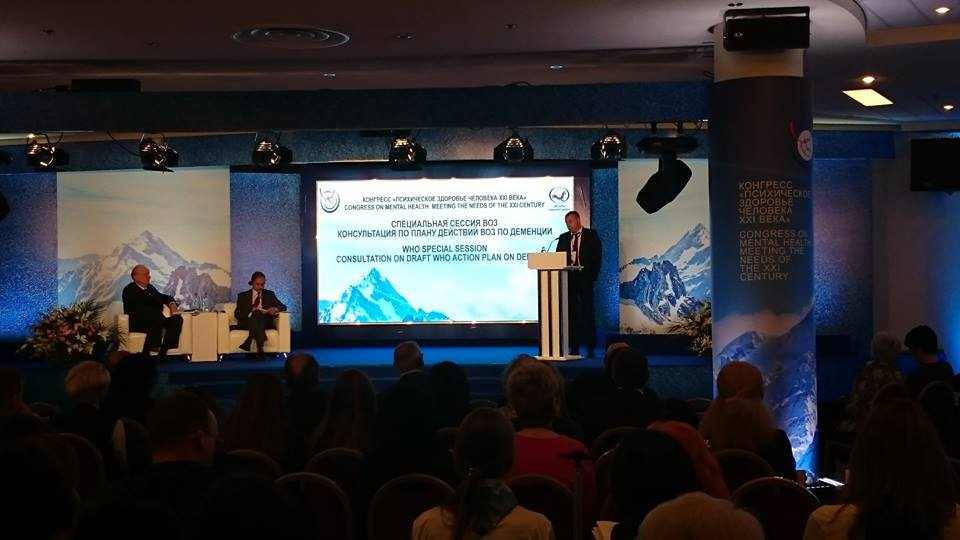 КОНГРЕСС «ПСИХИЧЕСКОЕ ЗДОРОВЬЕ ЧЕЛОВЕКА XXI ВЕКА»
CONGRESS ON MENTAL HEALTH MEETING THE NEEDS OF THE XXI CENTURY
СПЕЦИАЛЬНАЯ СЕССИЯ ВОЗ
КОНСУЛЬТАЦИЯ ПО ПЛАНУ ДЕЙСТВИЙ ВОЗ ПО ДЕМЕНЦИИ
WHO SPECIAL SESSION
CONSULTATION ON DRAFT WHO ACTION PLAN ON
КОНГРЕСС
«ПСИХИЧЕСКОЕ
ЗДОРОВЬЕ
ЧЕЛОВЕКА
XXI ВЕКА»
CONGRESS ON
MENTAL HEALTH
MEETING THE
NEEDS OF THE
XXI
CENTURY